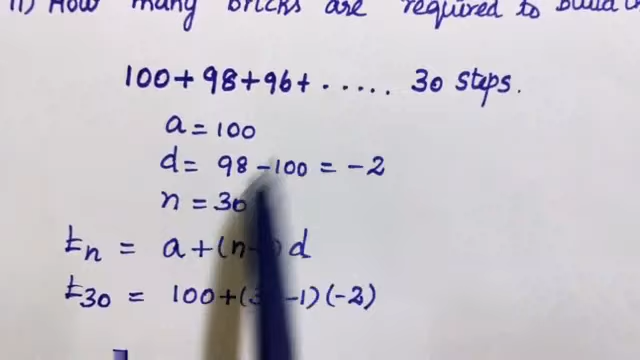 How many bricks are required to build
100 + 98 + 96 + ..... 30 steps.
a = 100
d = 98 - 100 = -2
n = 30
tn = a + (n- ) d
t30 = 100 + (3 -1) (-2)